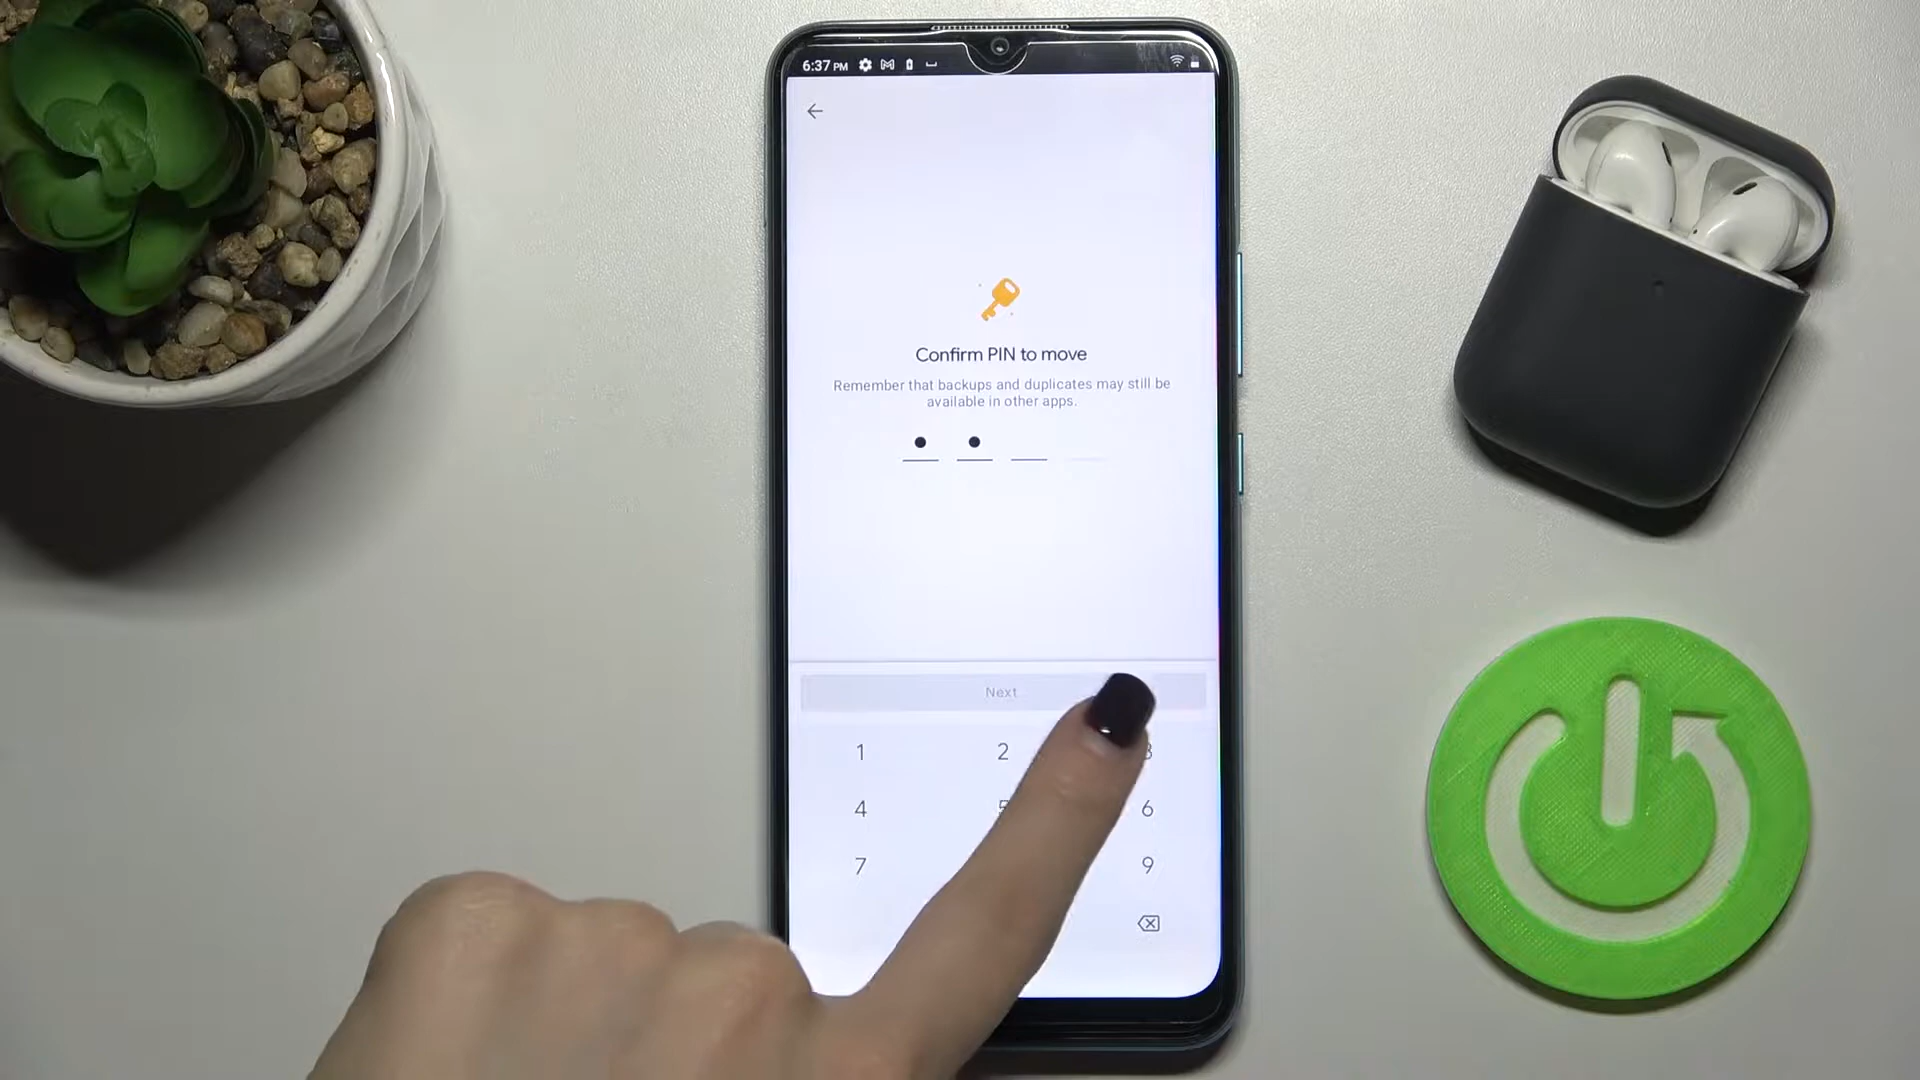 6:37 PM
Confirm PIN to move
Remember that backups and duplicates may still be
available in other apps.
Next
1 2 3
4 5 6
7 9